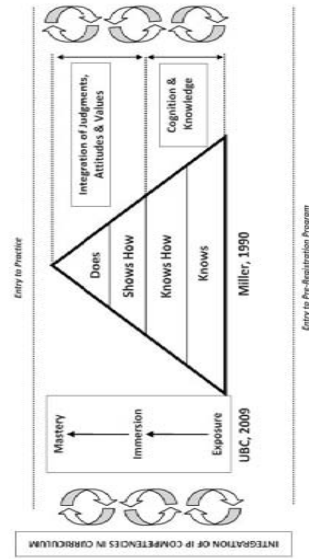 INTEGRATION OF IP COMPETENCIES IN CURRICULUM
Entry to Practice
Mastery
Immersion
Exposure
UBC, 2009
Does
Shows How
Knows How
Knows
Miller, 1990
Integration of Judgments,
Attitudes & Values
Cognition &
Knowledge
Entry to Pre-Registration Program